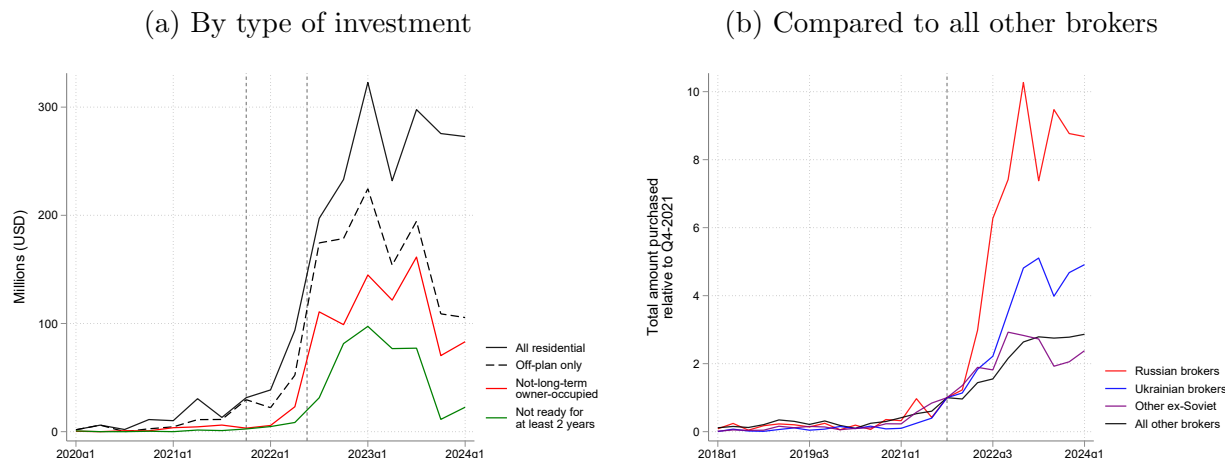 (a) By type of investment
300
200
100
0
Millions (USD)
2020q1
2021q1
2022q1
2023q1
2024q1
All residential
Off-plan only
Not-long-term
owner-occupied
Not ready for
at least 2 years
(b) Compared to all other brokers
10
8
6
4
2
0
Total amount purchased
relative to Q4-2021
2018q1
2019q3
2021q1
2022q3
2024q1
Russian brokers
Ukrainian brokers
Other ex-Soviet
All other brokers